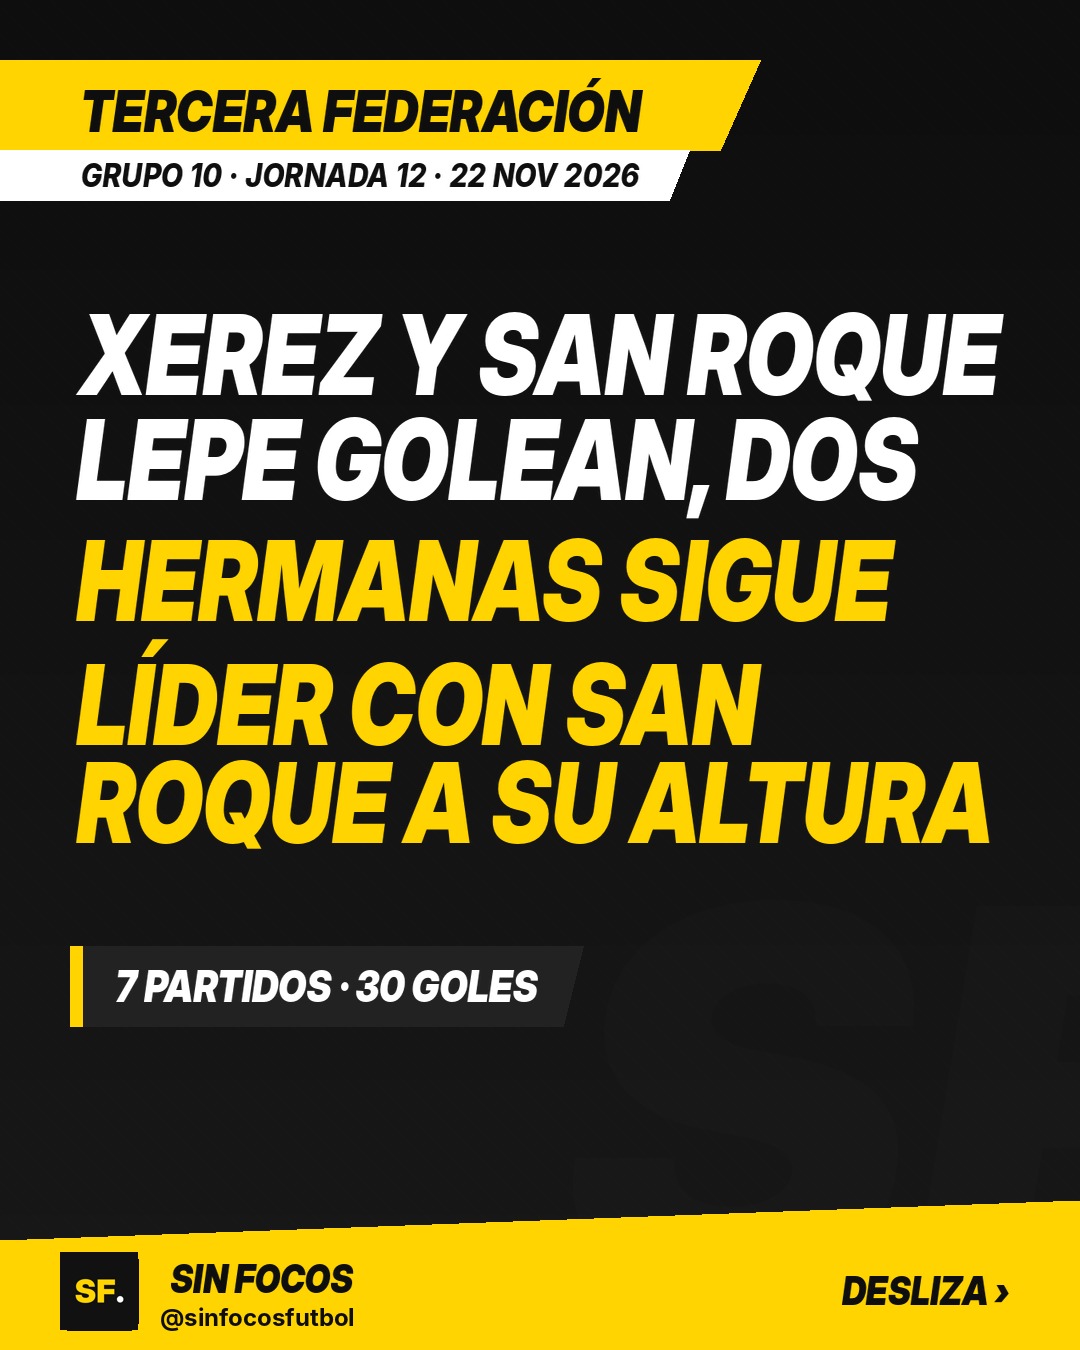 TERCERA FEDERACIÓN
GRUPO 10 · JORNADA 12 · 22 NOV 2026
XEREZ Y SAN ROQUE
LEPE GOLEAN, DOS
HERMANAS SIGUE
LÍDER CON SAN
ROQUE A SU ALTURA
7 PARTIDOS · 30 GOLES
SF
SF.
SIN FOCOS
@sinfocosfutbol
DESLIZA ›